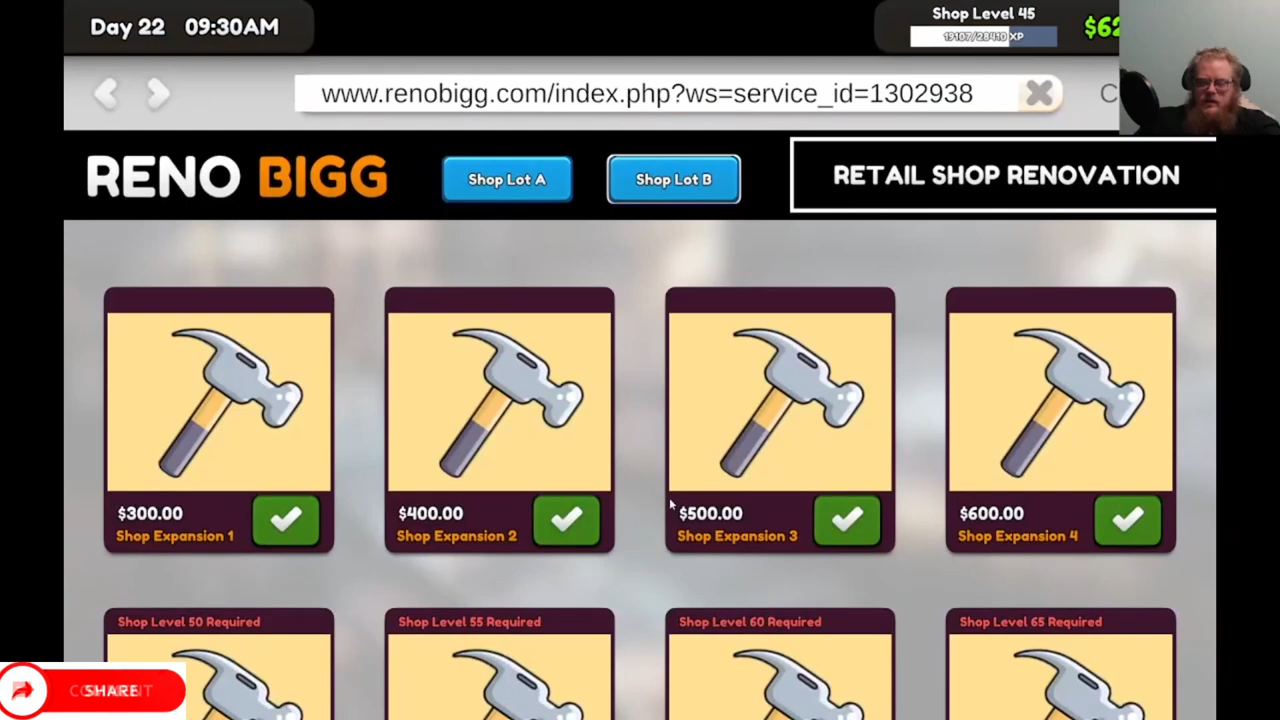 Day 22 09:30AM
Shop Level 45
19107/28410 XP
$62
www.renobigg.com/index.php?ws=service_id=1302938
C
RENO BIGG
Shop Lot A
Shop Lot B
RETAIL SHOP RENOVATION
$300.00
Shop Expansion 1
$400.00
Shop Expansion 2
$500.00
Shop Expansion 3
$600.00
Shop Expansion 4
Shop Level 50 Required
Shop Level 55 Required
Shop Level 60 Required
Shop Level 65 Required
SHARE